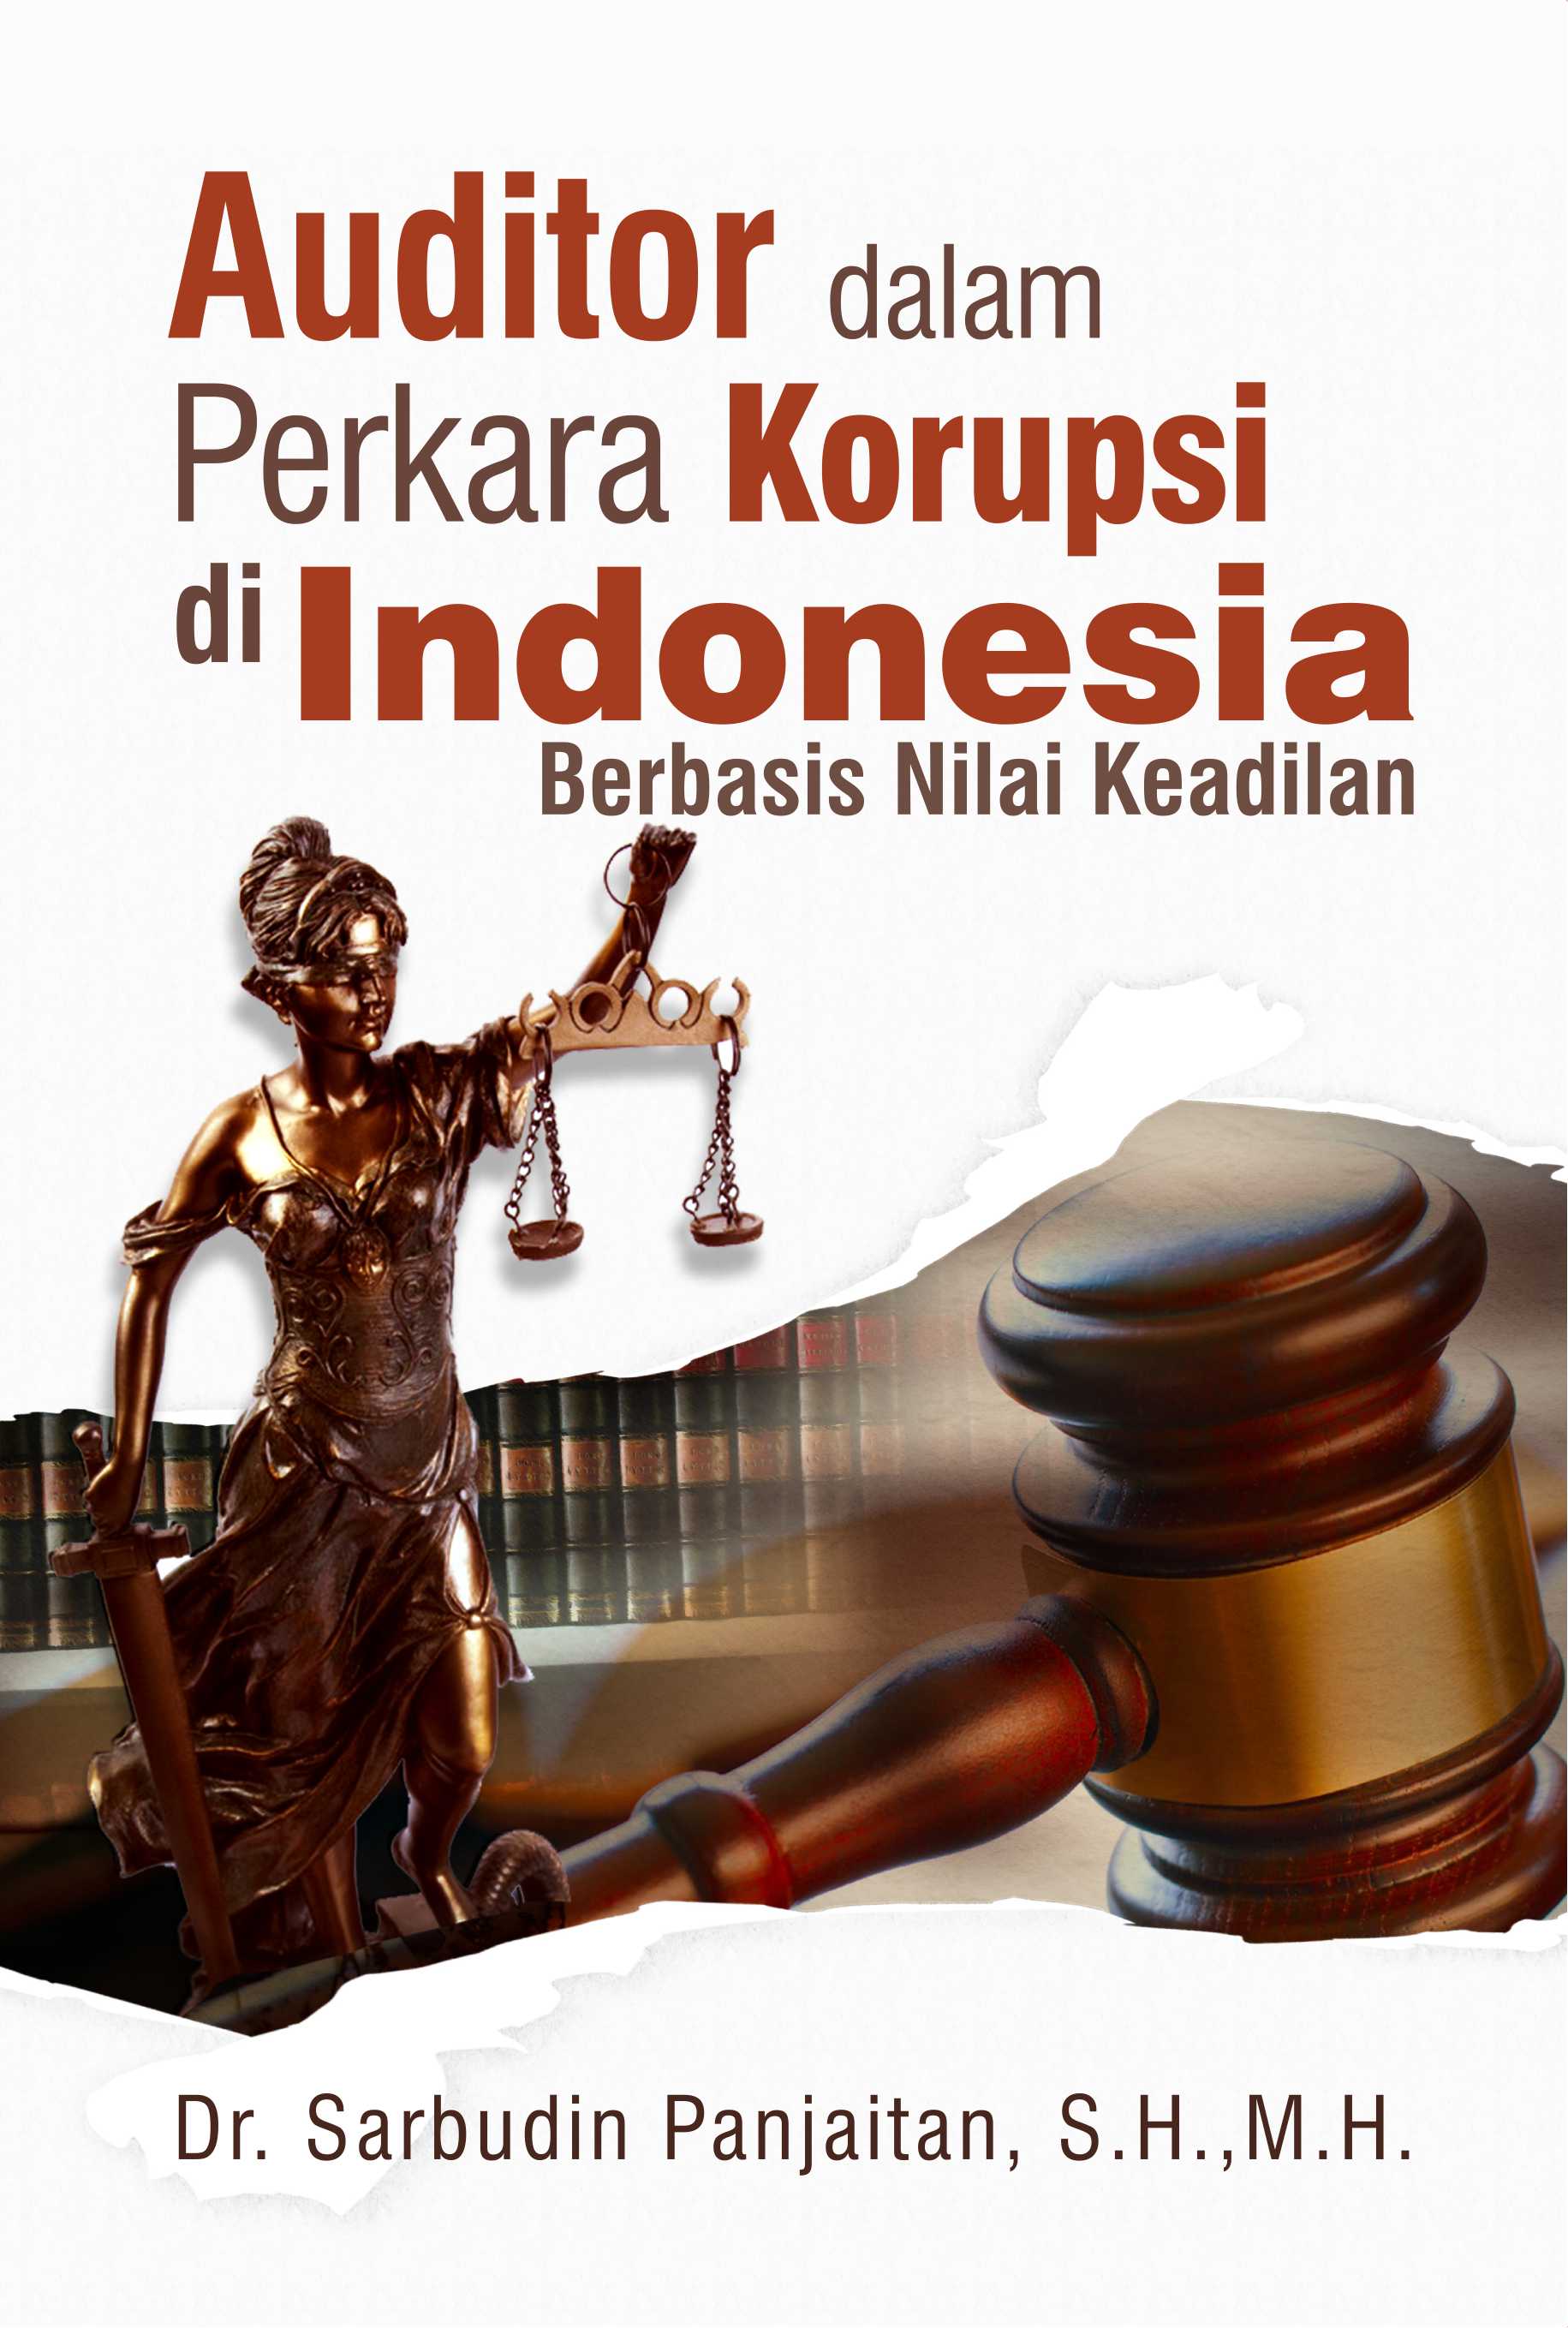 Auditor dalam
Perkara Korupsi
di Indonesia
Berbasis Nilai Keadilan
Dr. Sarbudin Panjaitan, S.H.,M.H.